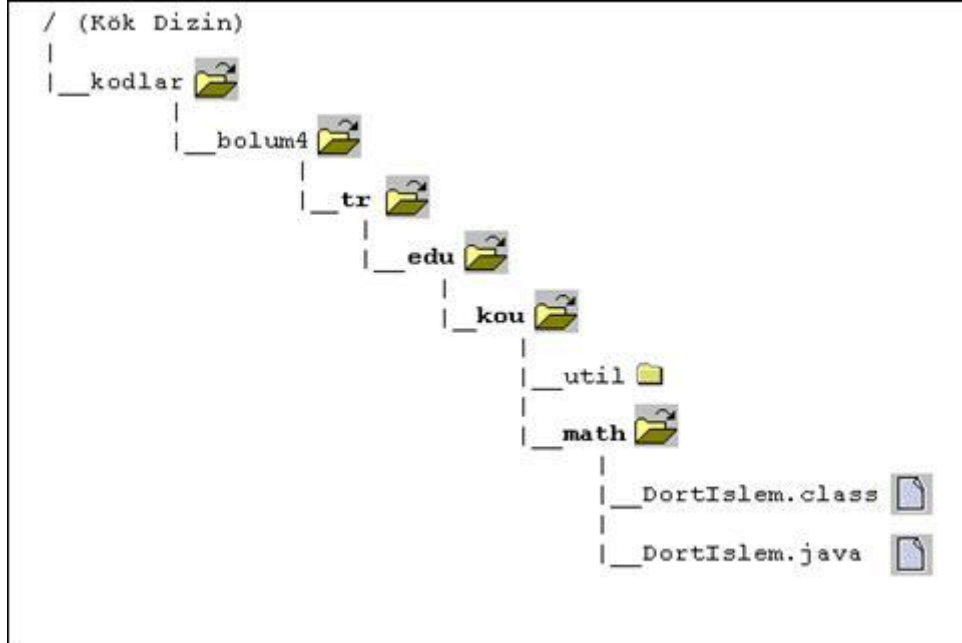 / (Kök Dizin)
|
|__kodlar
|
|__bolum4
|
|__tr
|
|__edu
|
|__kou
|
|__util
|
|__math
|
|__DortIslem.class
|
|__DortIslem.java